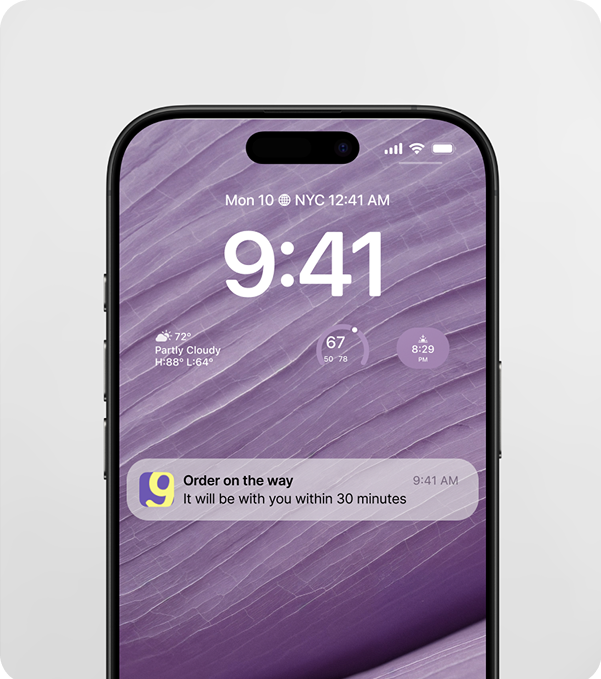 Mon 10 NYC 12:41 AM
9:41
72°
Partly Cloudy
H:88° L:64°
67
50 78
8:29
PM
9
Order on the way
9:41 AM
It will be with you within 30 minutes